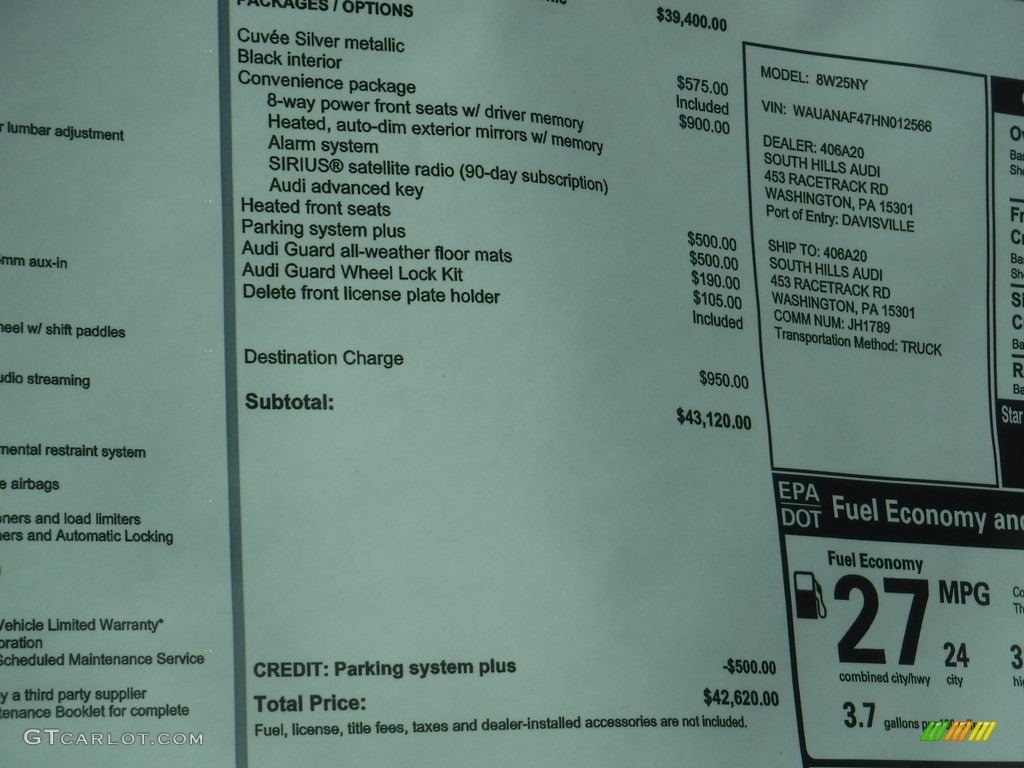 r lumbar adjustment
mm aux-in
heel w/ shift paddles
udio streaming
mental restraint system
e airbags
oners and load limiters
ners and Automatic Locking
Vehicle Limited Warranty*
oration
Scheduled Maintenance Service
y a third party supplier
tenance Booklet for complete
PACKAGES / OPTIONS
$39,400.00
Cuvée Silver metallic
$575.00
Black interior
Included
Convenience package
$900.00
8-way power front seats w/ driver memory
Heated, auto-dim exterior mirrors w/ memory
Alarm system
SIRIUS® satellite radio (90-day subscription)
Audi advanced key
Heated front seats
$500.00
Parking system plus
$500.00
Audi Guard all-weather floor mats
$190.00
Audi Guard Wheel Lock Kit
$105.00
Delete front license plate holder
Included
Destination Charge
$950.00
Subtotal:
$43,120.00
CREDIT: Parking system plus
-$500.00
Total Price:
$42,620.00
Fuel, license, title fees, taxes and dealer-installed accessories are not included.
MODEL: 8W25NY
VIN: WAUANAF47HN012566
DEALER: 406A20
SOUTH HILLS AUDI
453 RACETRACK RD
WASHINGTON, PA 15301
Port of Entry: DAVISVILLE
SHIP TO: 406A20
SOUTH HILLS AUDI
453 RACETRACK RD
WASHINGTON, PA 15301
COMM NUM: JH1789
Transportation Method: TRUCK
EPA
DOT
Fuel Economy and
Fuel Economy
27 MPG
combined city/hwy
24
city
3.7 gallons
Star
GTCARLOT.COM